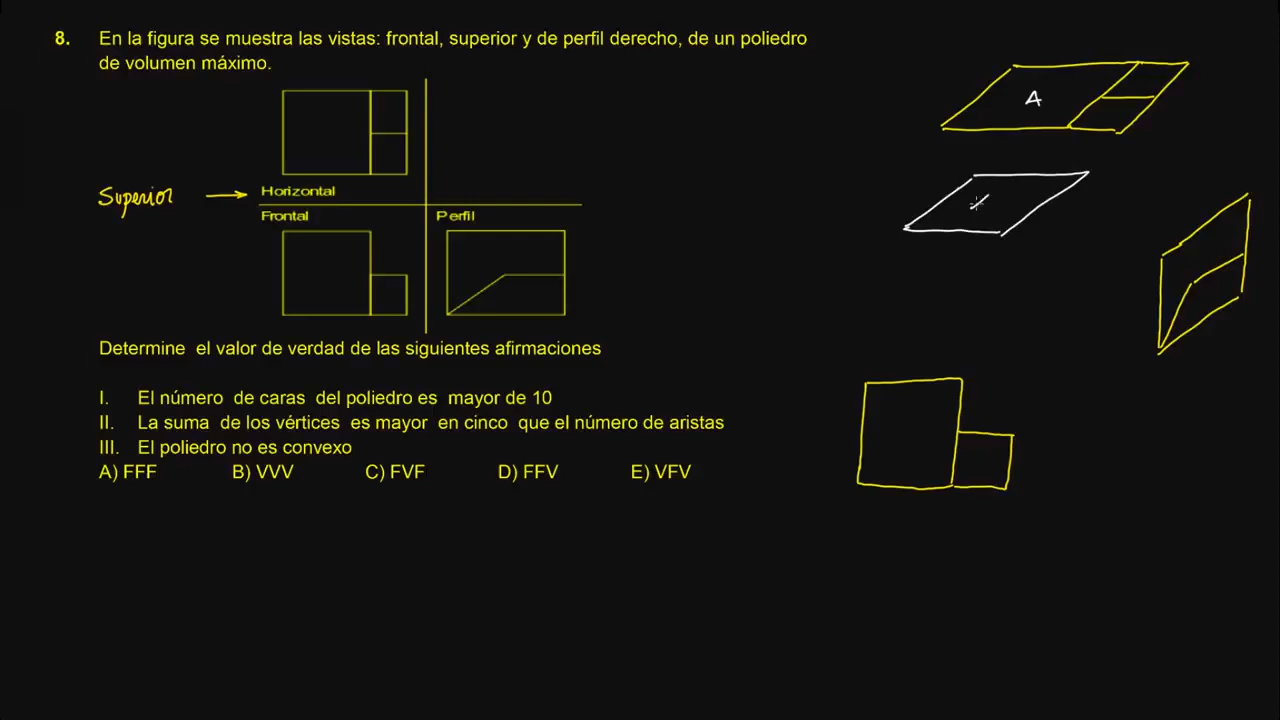 8. En la figura se muestra las vistas: frontal, superior y de perfil derecho, de un poliedro
de volumen máximo.
A
Superior → Horizontal
Frontal Perfil
Determine el valor de verdad de las siguientes afirmaciones
I. El número de caras del poliedro es mayor de 10
II. La suma de los vértices es mayor en cinco que el número de aristas
III. El poliedro no es convexo
A) FFF B) VVV C) FVF D) FFV E) VFV